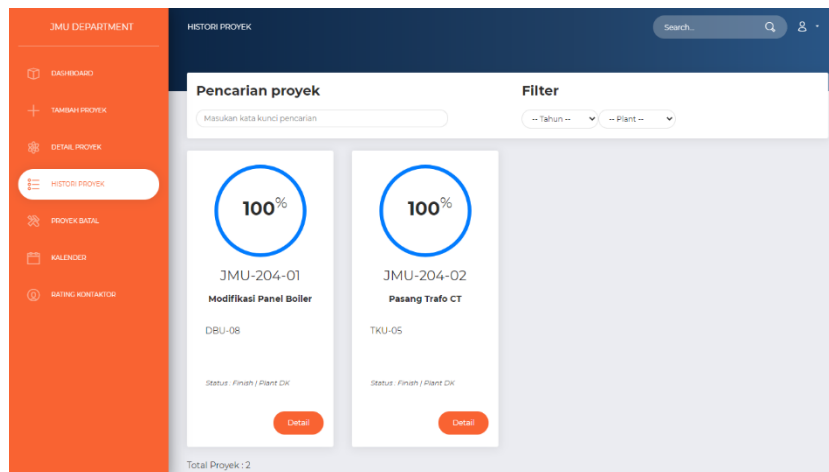 JMU DEPARTMENT
DASHBOARD
TAMBAH PROYEK
DETAIL PROYEK
HISTORI PROYEK
PROYEK BATAL
KALENDER
RATING KONTAKTOR
HISTORI PROYEK
Search..
Pencarian proyek
Masukan kata kunci pencarian
Filter
-- Tahun --
-- Plant --
100%
JMU-204-01
Modifikasi Panel Boiler
DBU-08
Status : Finish / Plant DK
Detail
100%
JMU-204-02
Pasang Trafo CT
TKU-05
Status : Finish / Plant DK
Detail
Total Proyek : 2